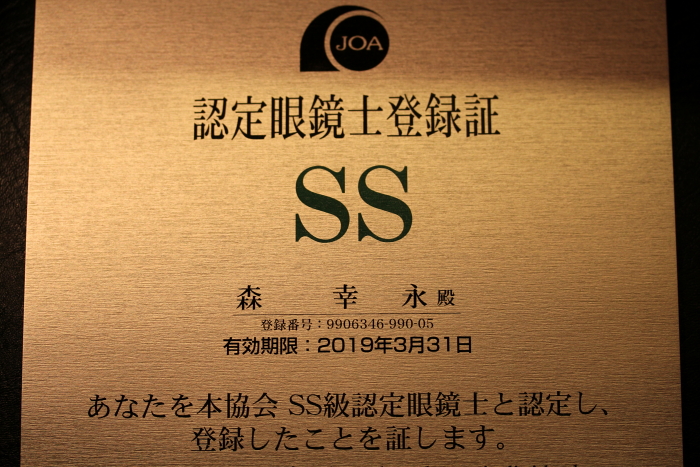 JOA
認定眼鏡士登録証
SS
森 幸 永 殿
登録番号：9906346-990-05
有効期限：2019年3月31日
あなたを本協会 SS級認定眼鏡士と認定し、
登録したことを証します。